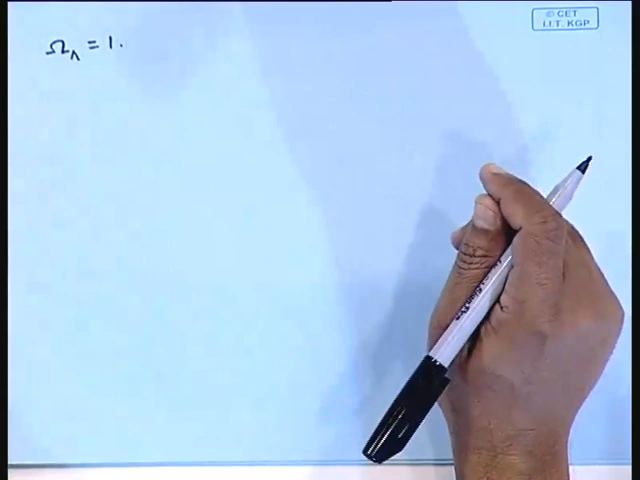 © CET
I.I.T. KGP
Ω_Λ = 1.